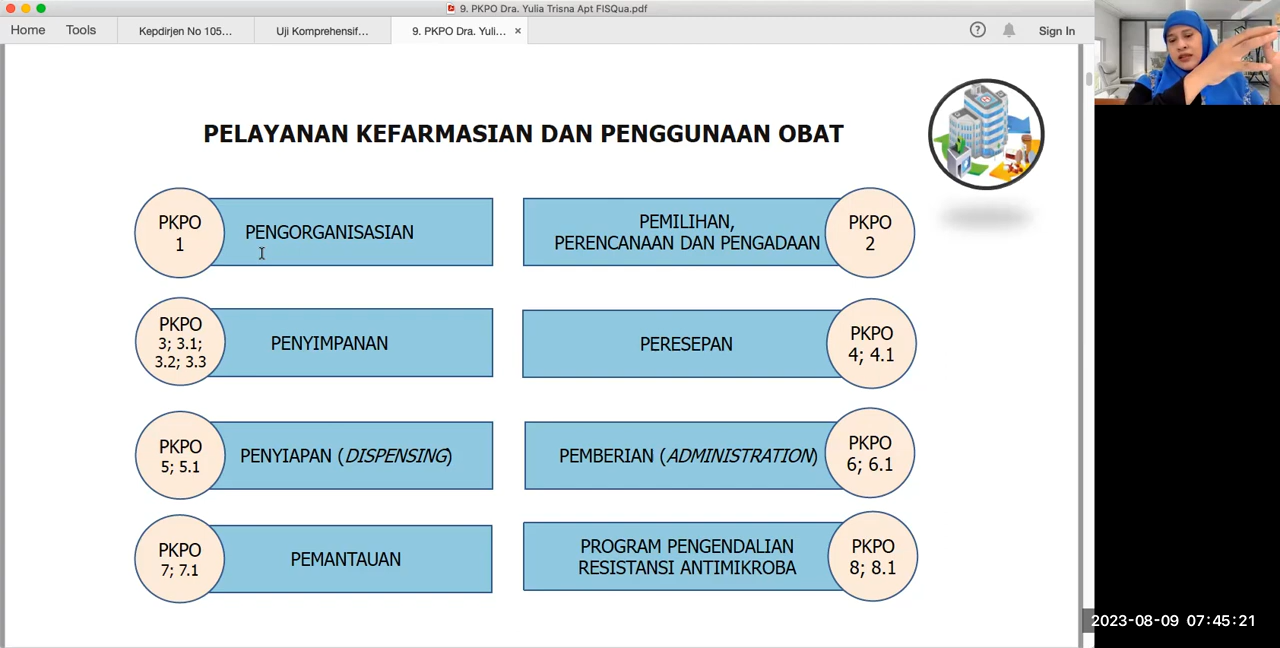 9. PKPO Dra. Yulia Trisna Apt FISQua.pdf
Home
Tools
Kepdirjen No 105...
Uji Komprehensif...
9. PKPO Dra. Yuli...
×
?
Sign In
PELAYANAN KEFARMASIAN DAN PENGGUNAAN OBAT
PKPO
1
PENGORGANISASIAN
PEMILIHAN,
PERENCANAAN DAN PENGADAAN
PKPO
2
PKPO
3; 3.1;
3.2; 3.3
PENYIMPANAN
PERESEPAN
PKPO
4; 4.1
PKPO
5; 5.1
PENYIAPAN (DISPENSING)
PEMBERIAN (ADMINISTRATION)
PKPO
6; 6.1
PKPO
7; 7.1
PEMANTAUAN
PROGRAM PENGENDALIAN
RESISTANSI ANTIMIKROBA
PKPO
8; 8.1
2023-08-09 07:45:21